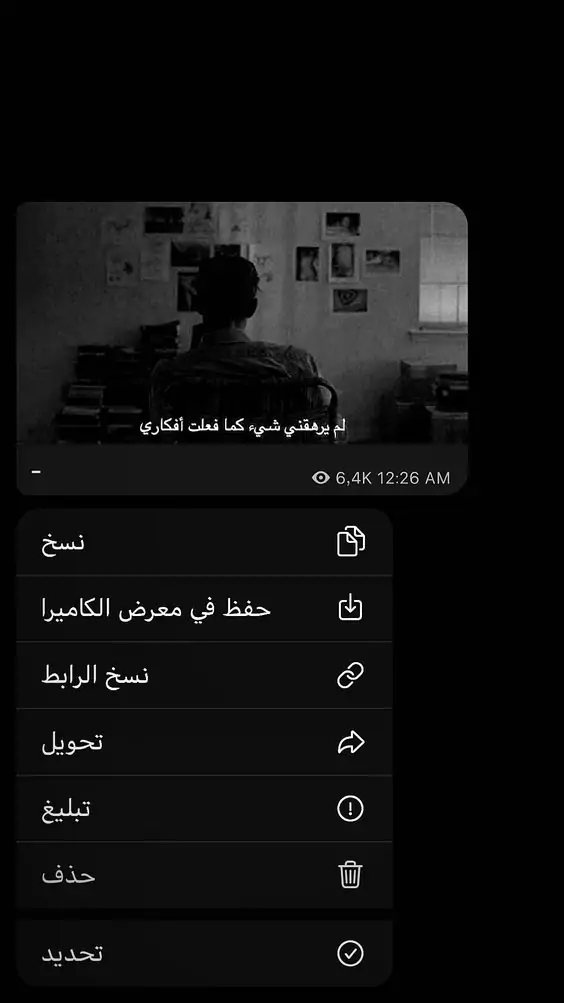 لم يرهقني شيء كما فعلت أفكاري
-
6,4K 12:26 AM
نسخ
حفظ في معرض الكاميرا
نسخ الرابط
تحويل
تبليغ
حذف
تحديد